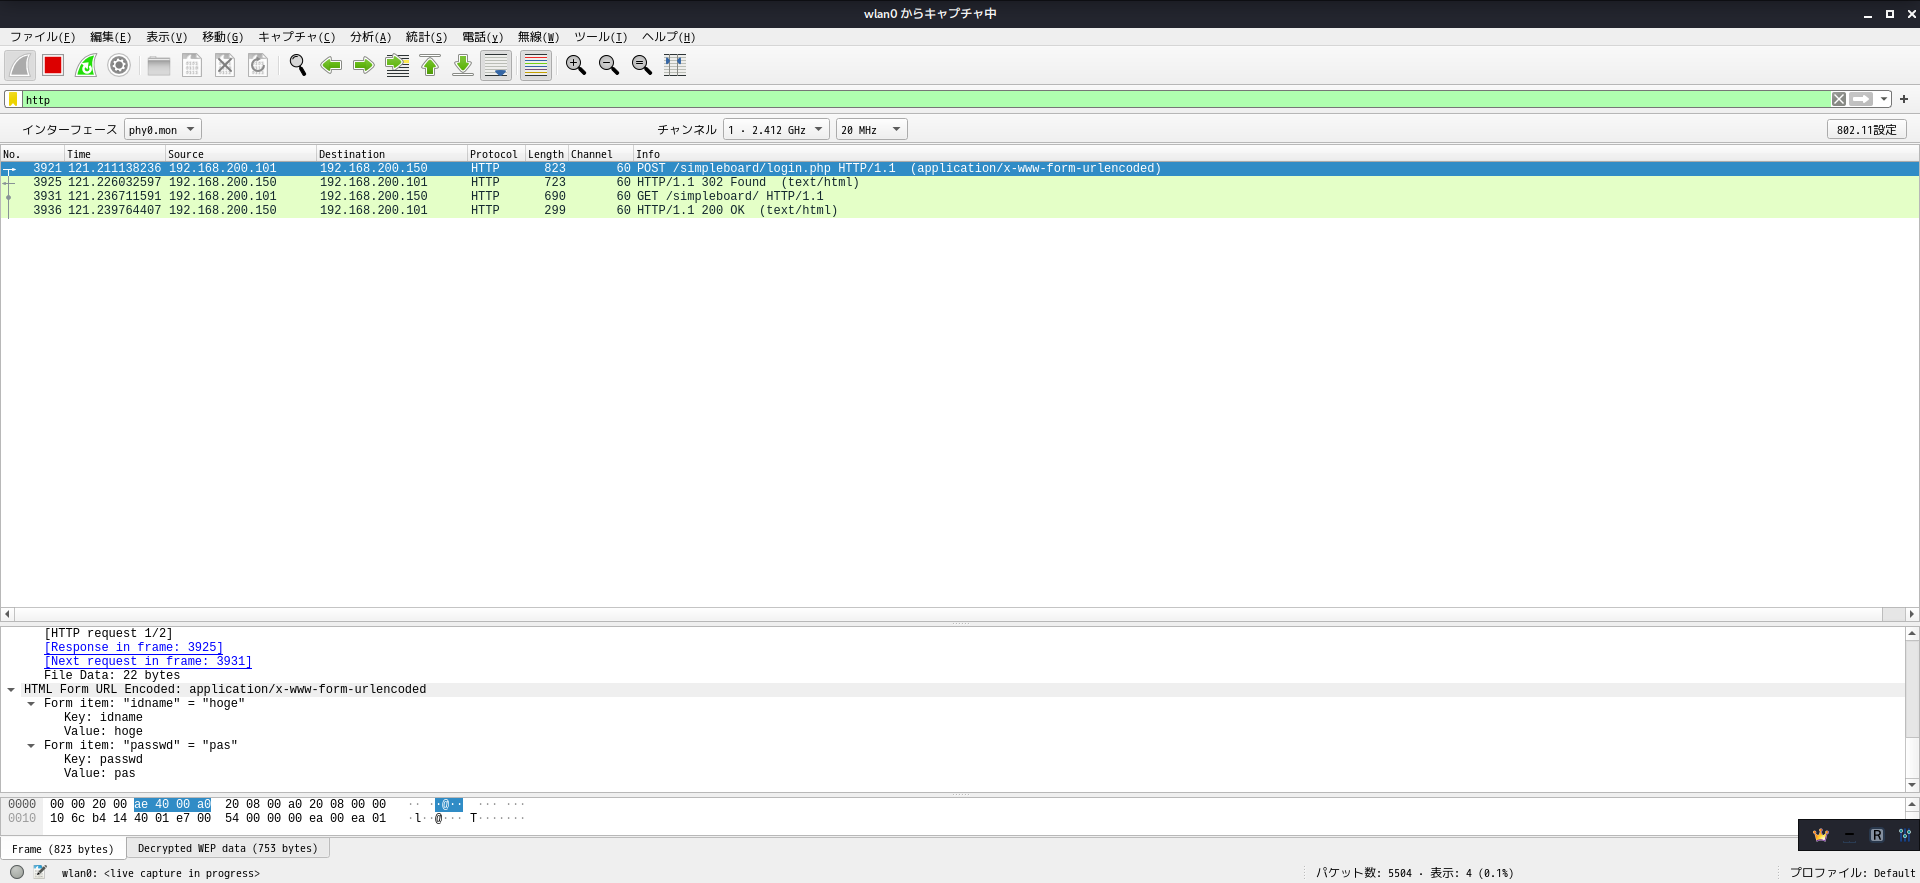 wlan0 からキャプチャ中
ファイル(F) 編集(E) 表示(V) 移動(G) キャプチャ(C) 分析(A) 統計(S) 電話(y) 無線(W) ツール(T) ヘルプ(H)
http
インターフェース phy0.mon チャンネル 1 · 2.412 GHz 20 MHz 802.11設定
No. Time Source Destination Protocol Length Channel Info
3921 121.211138236 192.168.200.101 192.168.200.150 HTTP 823 60 POST /simpleboard/login.php HTTP/1.1 (application/x-www-form-urlencoded)
3925 121.226032597 192.168.200.150 192.168.200.101 HTTP 723 60 HTTP/1.1 302 Found (text/html)
3931 121.236711591 192.168.200.101 192.168.200.150 HTTP 690 60 GET /simpleboard/ HTTP/1.1
3936 121.239764407 192.168.200.150 192.168.200.101 HTTP 299 60 HTTP/1.1 200 OK (text/html)
[HTTP request 1/2]
[Response in frame: 3925]
[Next request in frame: 3931]
File Data: 22 bytes
HTML Form URL Encoded: application/x-www-form-urlencoded
Form item: "idname" = "hoge"
Key: idname
Value: hoge
Form item: "passwd" = "pas"
Key: passwd
Value: pas
0000 00 00 20 00 ae 40 00 a0 20 08 00 a0 20 08 00 00 ·· ··@·· ··· ···
0010 10 6c b4 14 40 01 e7 00 54 00 00 00 ea 00 ea 01 ·l··@··· T·······
Frame (823 bytes) Decrypted WEP data (753 bytes)
R
wlan0: <live capture in progress> パケット数: 5504 · 表示: 4 (0.1%) プロファイル: Default